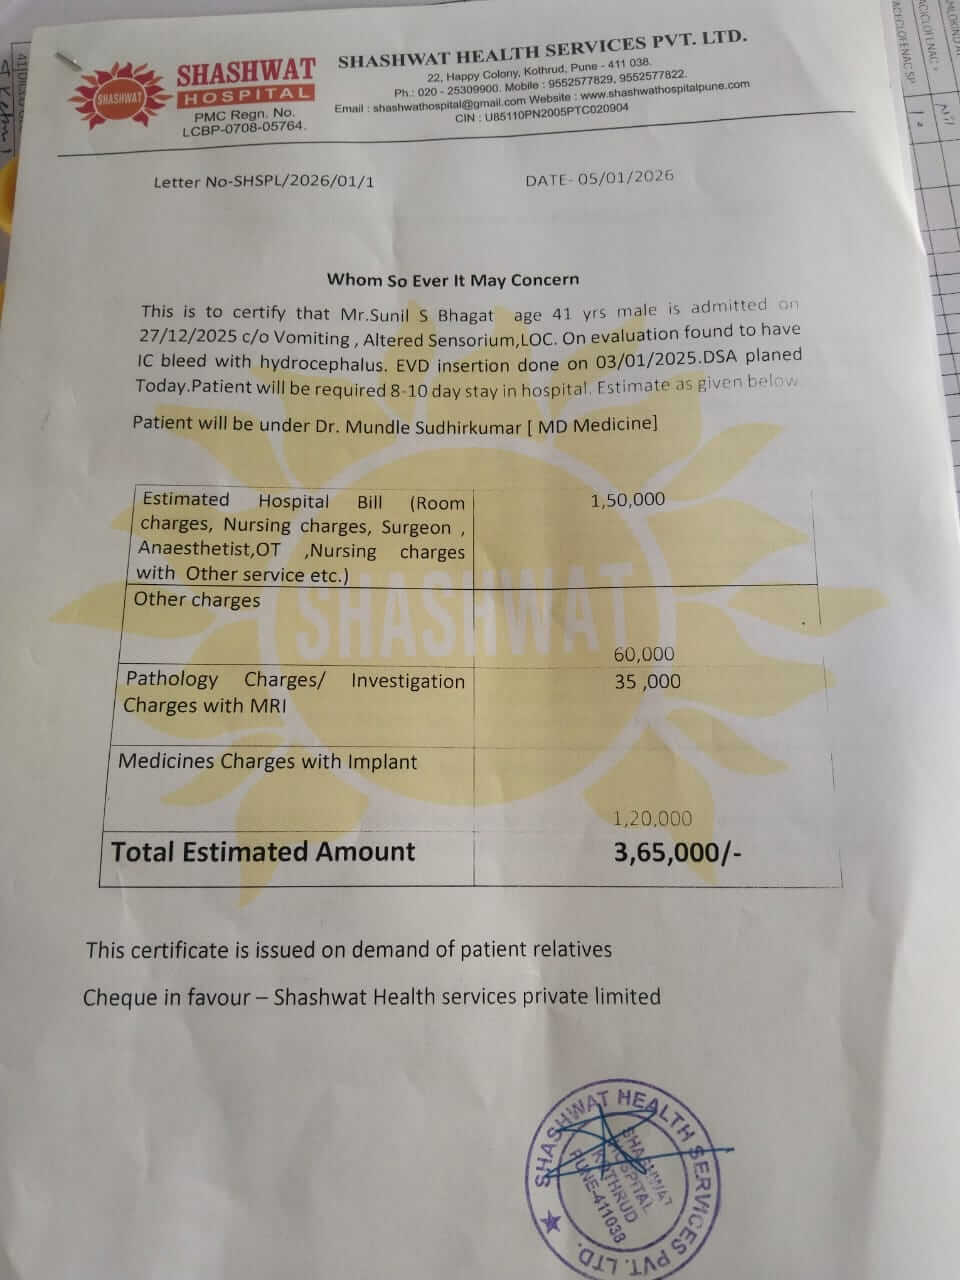 SHASHWAT
SHASHWAT
HOSPITAL
PMC Regn. No.
LCBP-0708-05764.
SHASHWAT HEALTH SERVICES PVT. LTD.
22, Happy Colony, Kothrud, Pune - 411 038.
Ph.: 020 - 25309900. Mobile : 9552577829, 9552577822.
Email : shashwathospital@gmail.com Website : www.shashwathospitalpune.com
CIN : U85110PN2005PTC020904
Letter No-SHSPL/2026/01/1
DATE- 05/01/2026
Whom So Ever It May Concern
This is to certify that Mr.Sunil S Bhagat age 41 yrs male is admitted on
27/12/2025 c/o Vomiting , Altered Sensorium,LOC. On evaluation found to have
IC bleed with hydrocephalus. EVD insertion done on 03/01/2025.DSA planed
Today.Patient will be required 8-10 day stay in hospital. Estimate as given below
Patient will be under Dr. Mundle Sudhirkumar [ MD Medicine]
Estimated Hospital Bill (Room
charges, Nursing charges, Surgeon ,
Anaesthetist,OT ,Nursing charges
with Other service etc.)
1,50,000
Other charges
60,000
Pathology Charges/ Investigation
Charges with MRI
35 ,000
Medicines Charges with Implant
1,20,000
Total Estimated Amount
3,65,000/-
SHASHWAT
This certificate is issued on demand of patient relatives
Cheque in favour – Shashwat Health services private limited
SHASHWAT HEALTH SERVICES PVT. LTD.
SHASHWAT
HOSPITAL
KOTHRUD
PUNE-411038
ACICLOFENAC SP